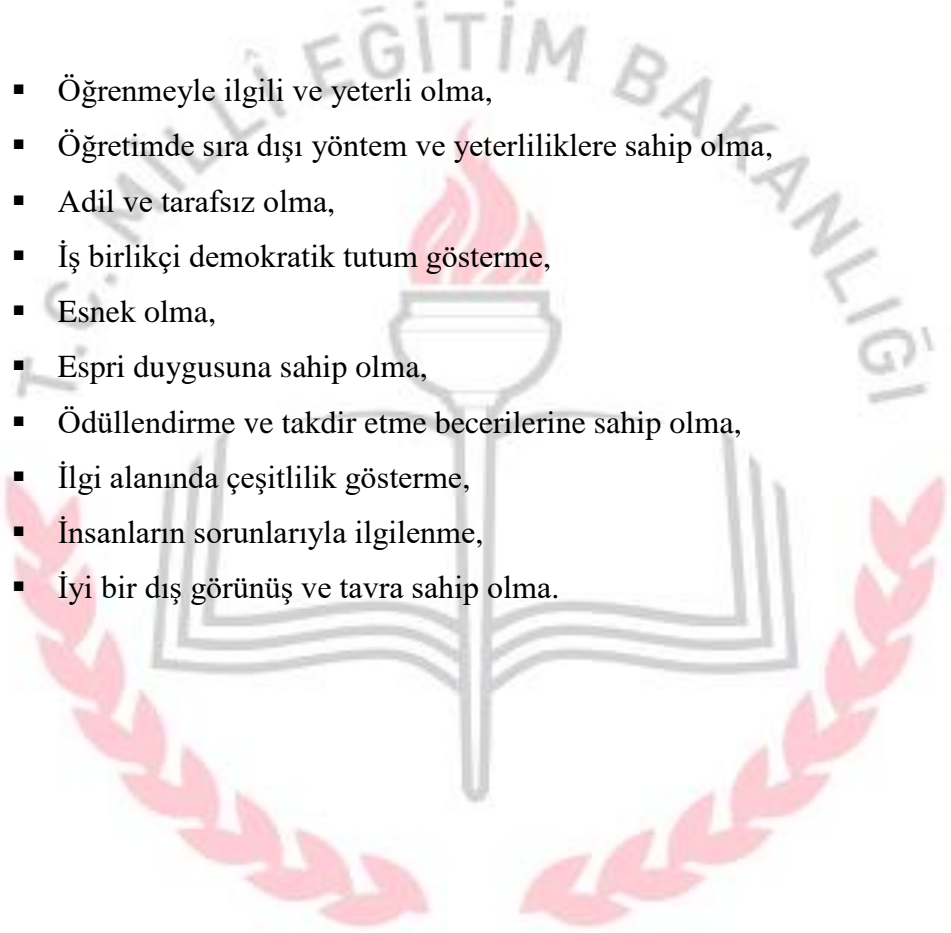 T.C. MİLLÎ EĞİTİM BAKANLIĞI
▪ Öğrenmeyle ilgili ve yeterli olma,
▪ Öğretimde sıra dışı yöntem ve yeterliliklere sahip olma,
▪ Adil ve tarafsız olma,
▪ İş birlikçi demokratik tutum gösterme,
▪ Esnek olma,
▪ Espri duygusuna sahip olma,
▪ Ödüllendirme ve takdir etme becerilerine sahip olma,
▪ İlgi alanında çeşitlilik gösterme,
▪ İnsanların sorunlarıyla ilgilenme,
▪ İyi bir dış görünüş ve tavra sahip olma.